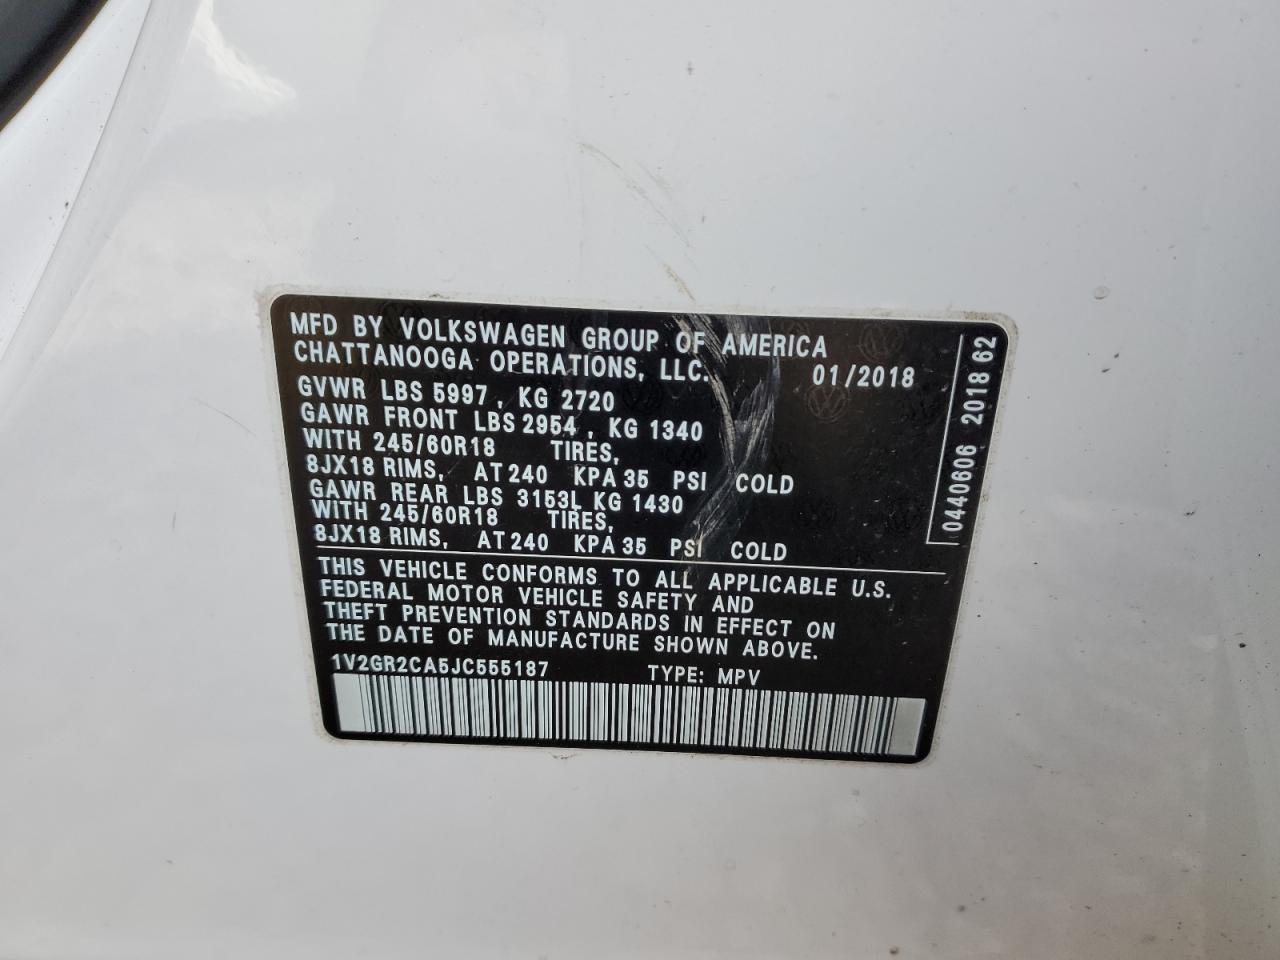 MFD BY VOLKSWAGEN GROUP OF AMERICA
CHATTANOOGA OPERATIONS, LLC. 01/2018
GVWR LBS 5997, KG 2720
GAWR FRONT LBS 2954, KG 1340
WITH 245/60R18 TIRES,
8JX18 RIMS, AT 240 KPA 35 PSI COLD
GAWR REAR LBS 3153L KG 1430
WITH 245/60R18 TIRES,
8JX18 RIMS, AT 240 KPA 35 PSI COLD
THIS VEHICLE CONFORMS TO ALL APPLICABLE U.S.
FEDERAL MOTOR VEHICLE SAFETY AND
THEFT PREVENTION STANDARDS IN EFFECT ON
THE DATE OF MANUFACTURE SHOWN ABOVE.
1V2GR2CA5JC555187 TYPE: MPV
0440606 2018 62